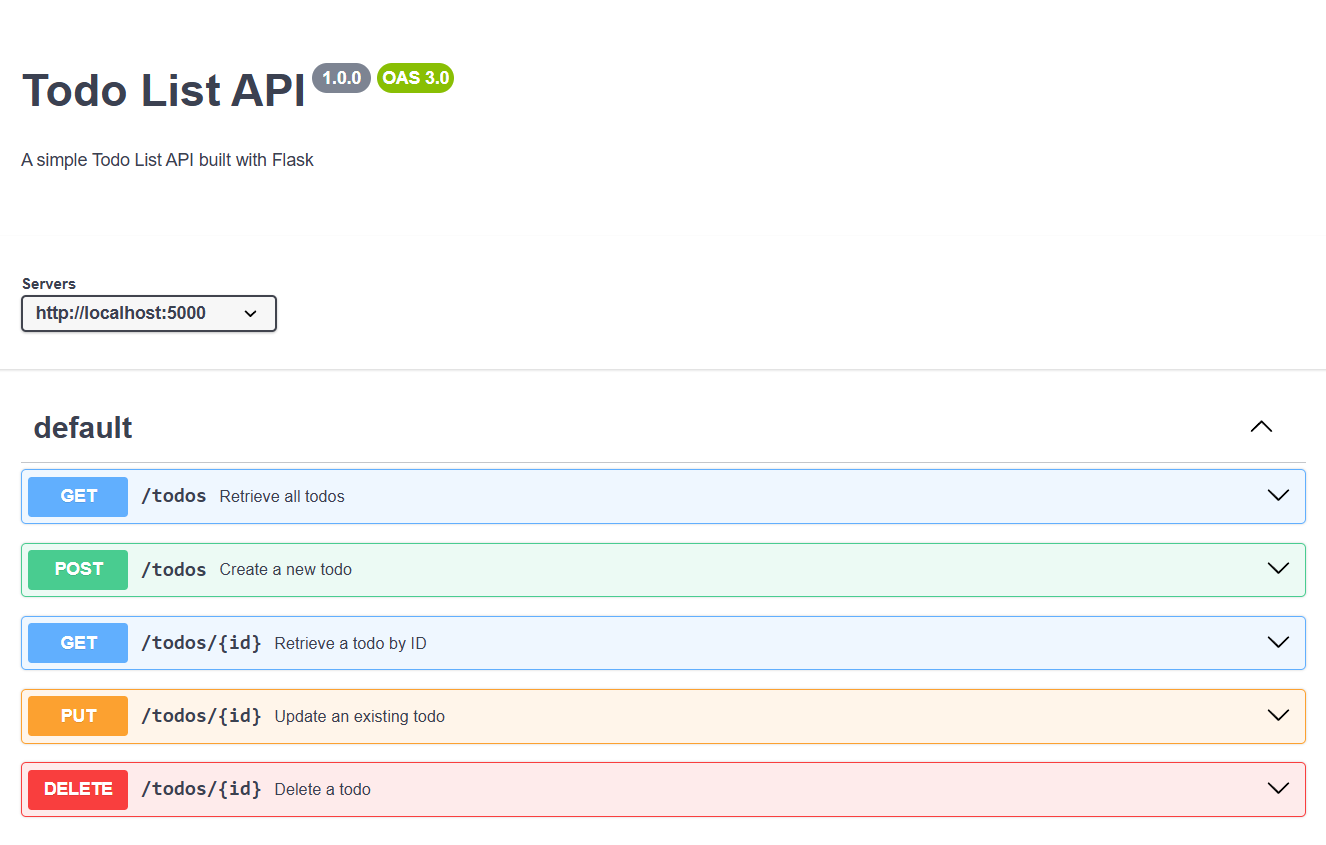 Todo List API 1.0.0 OAS 3.0
A simple Todo List API built with Flask
Servers
http://localhost:5000
default
GET /todos Retrieve all todos
POST /todos Create a new todo
GET /todos/{id} Retrieve a todo by ID
PUT /todos/{id} Update an existing todo
DELETE /todos/{id} Delete a todo